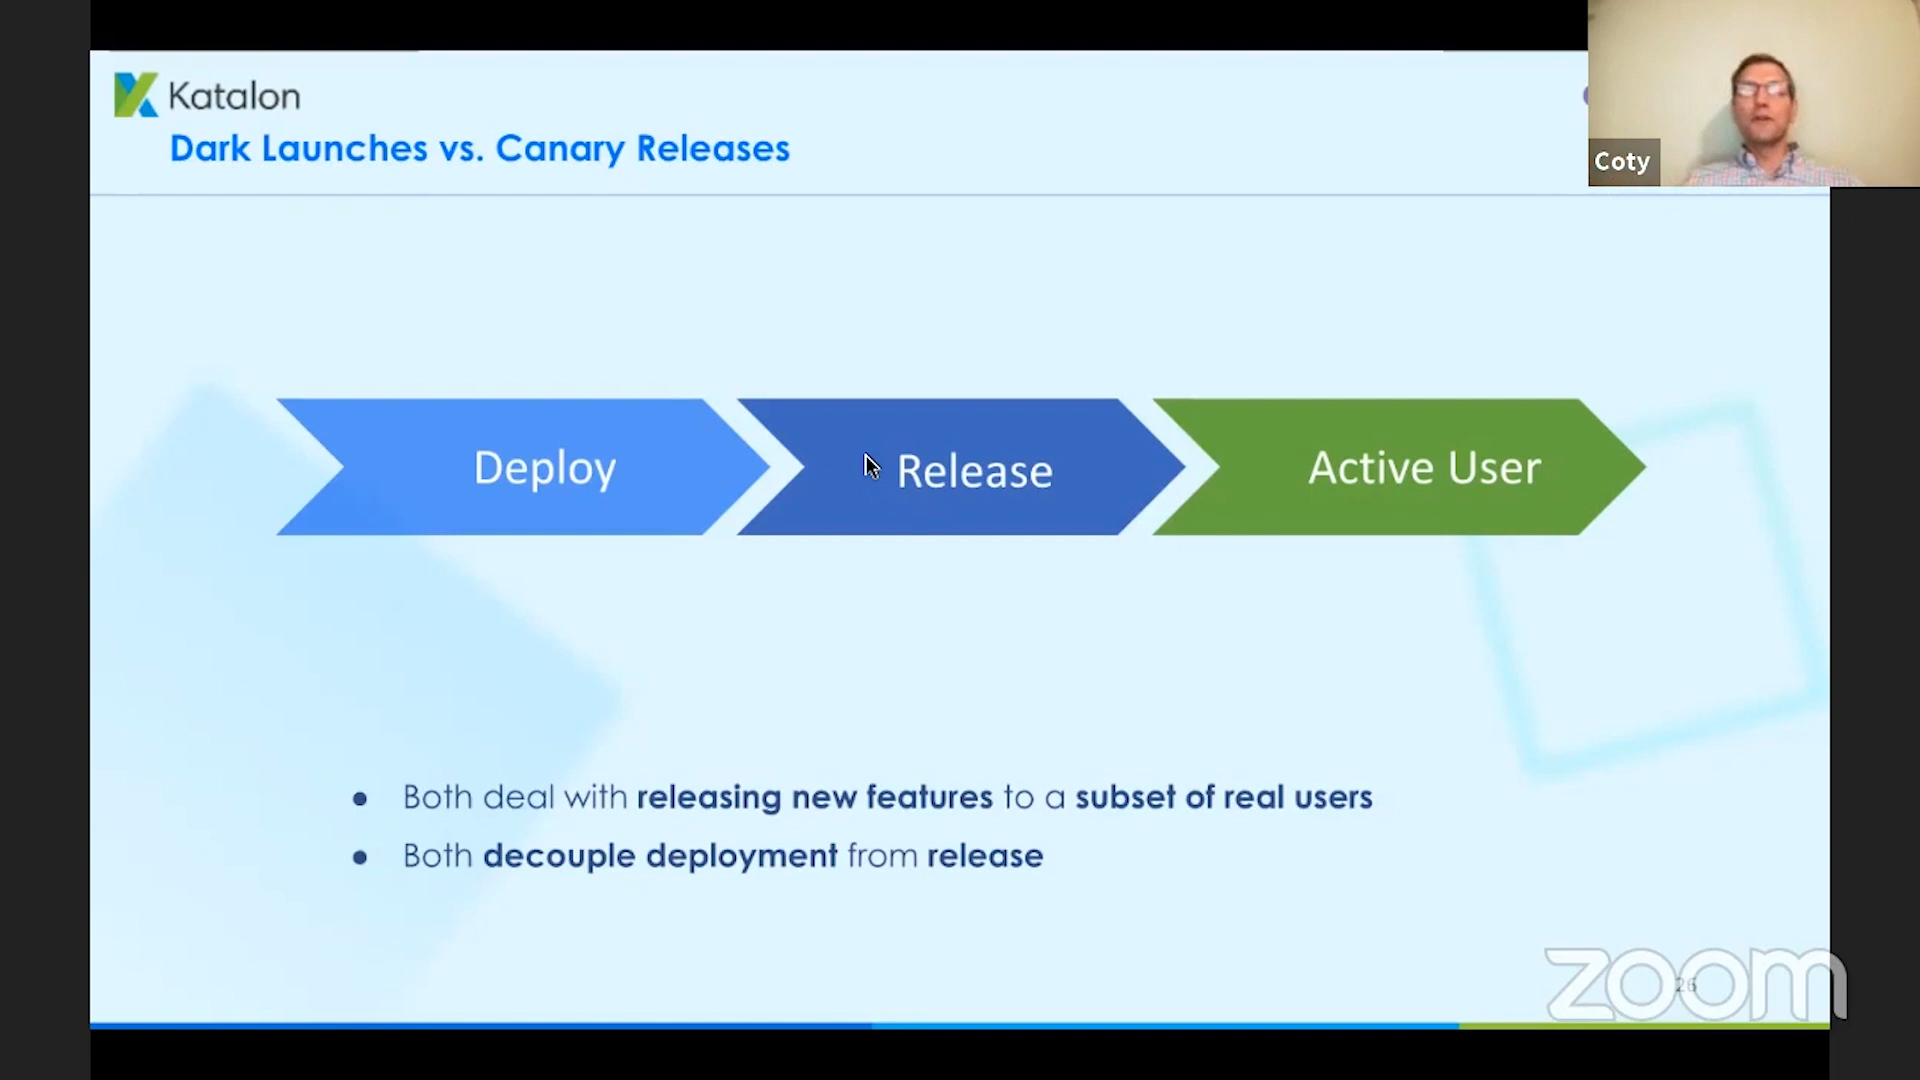 Katalon
Dark Launches vs. Canary Releases
Coty
Deploy
Release
Active User
● Both deal with releasing new features to a subset of real users
● Both decouple deployment from release
26
zoom